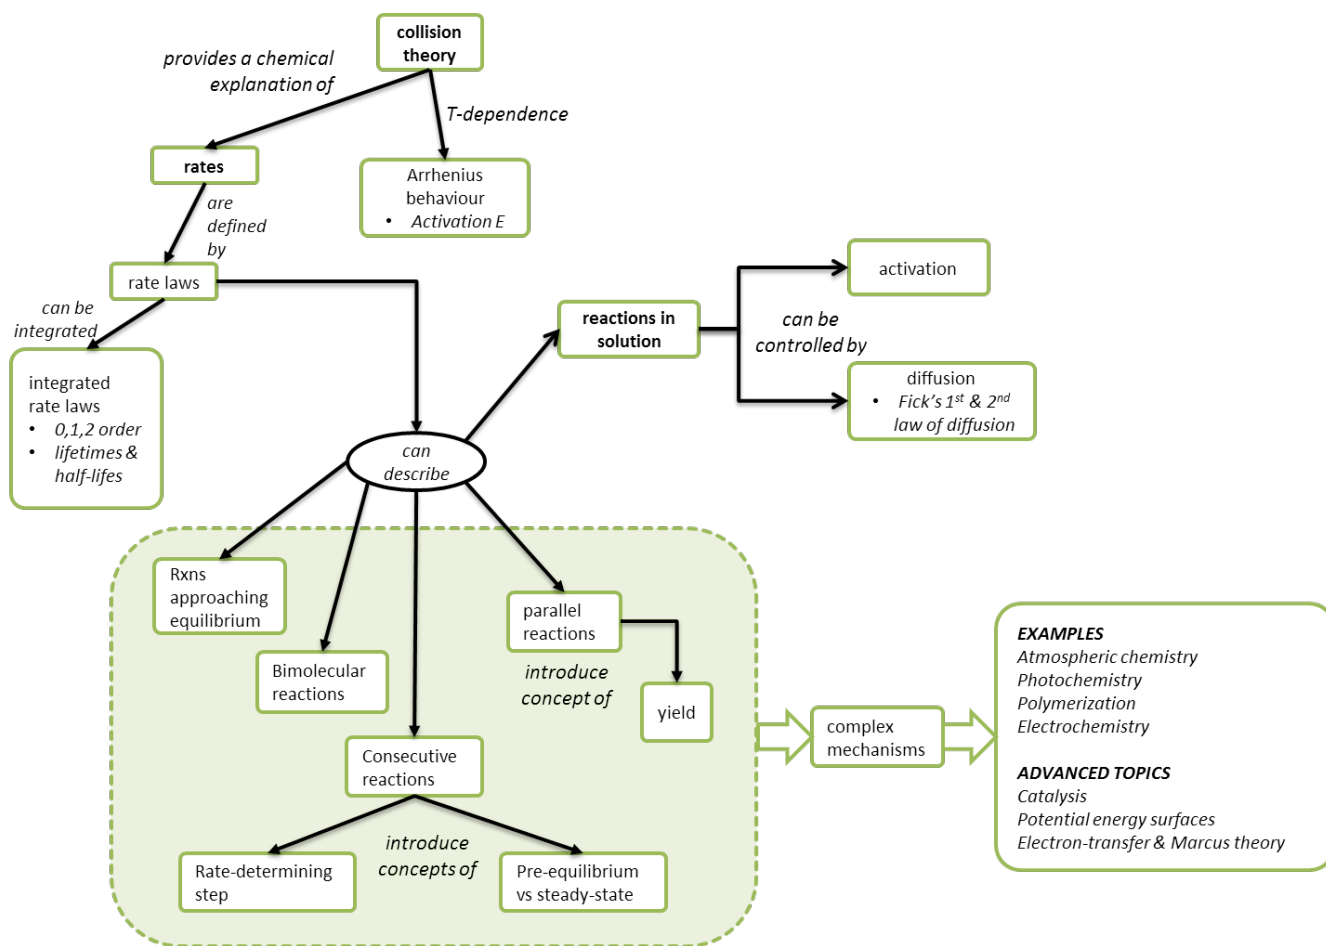 collision
theory
provides a chemical
explanation of
T-dependence
rates
Arrhenius
behaviour
• Activation E
are
defined
by
rate laws
activation
can be
integrated
reactions in
solution
can be
controlled by
integrated
rate laws
• 0,1,2 order
• lifetimes &
half-lifes
diffusion
• Fick's 1st & 2nd
law of diffusion
can
describe
Rxns
approaching
equilibrium
parallel
reactions
Bimolecular
reactions
introduce
concept of
yield
Consecutive
reactions
introduce
concepts of
Rate-determining
step
Pre-equilibrium
vs steady-state
complex
mechanisms
EXAMPLES
Atmospheric chemistry
Photochemistry
Polymerization
Electrochemistry
ADVANCED TOPICS
Catalysis
Potential energy surfaces
Electron-transfer & Marcus theory